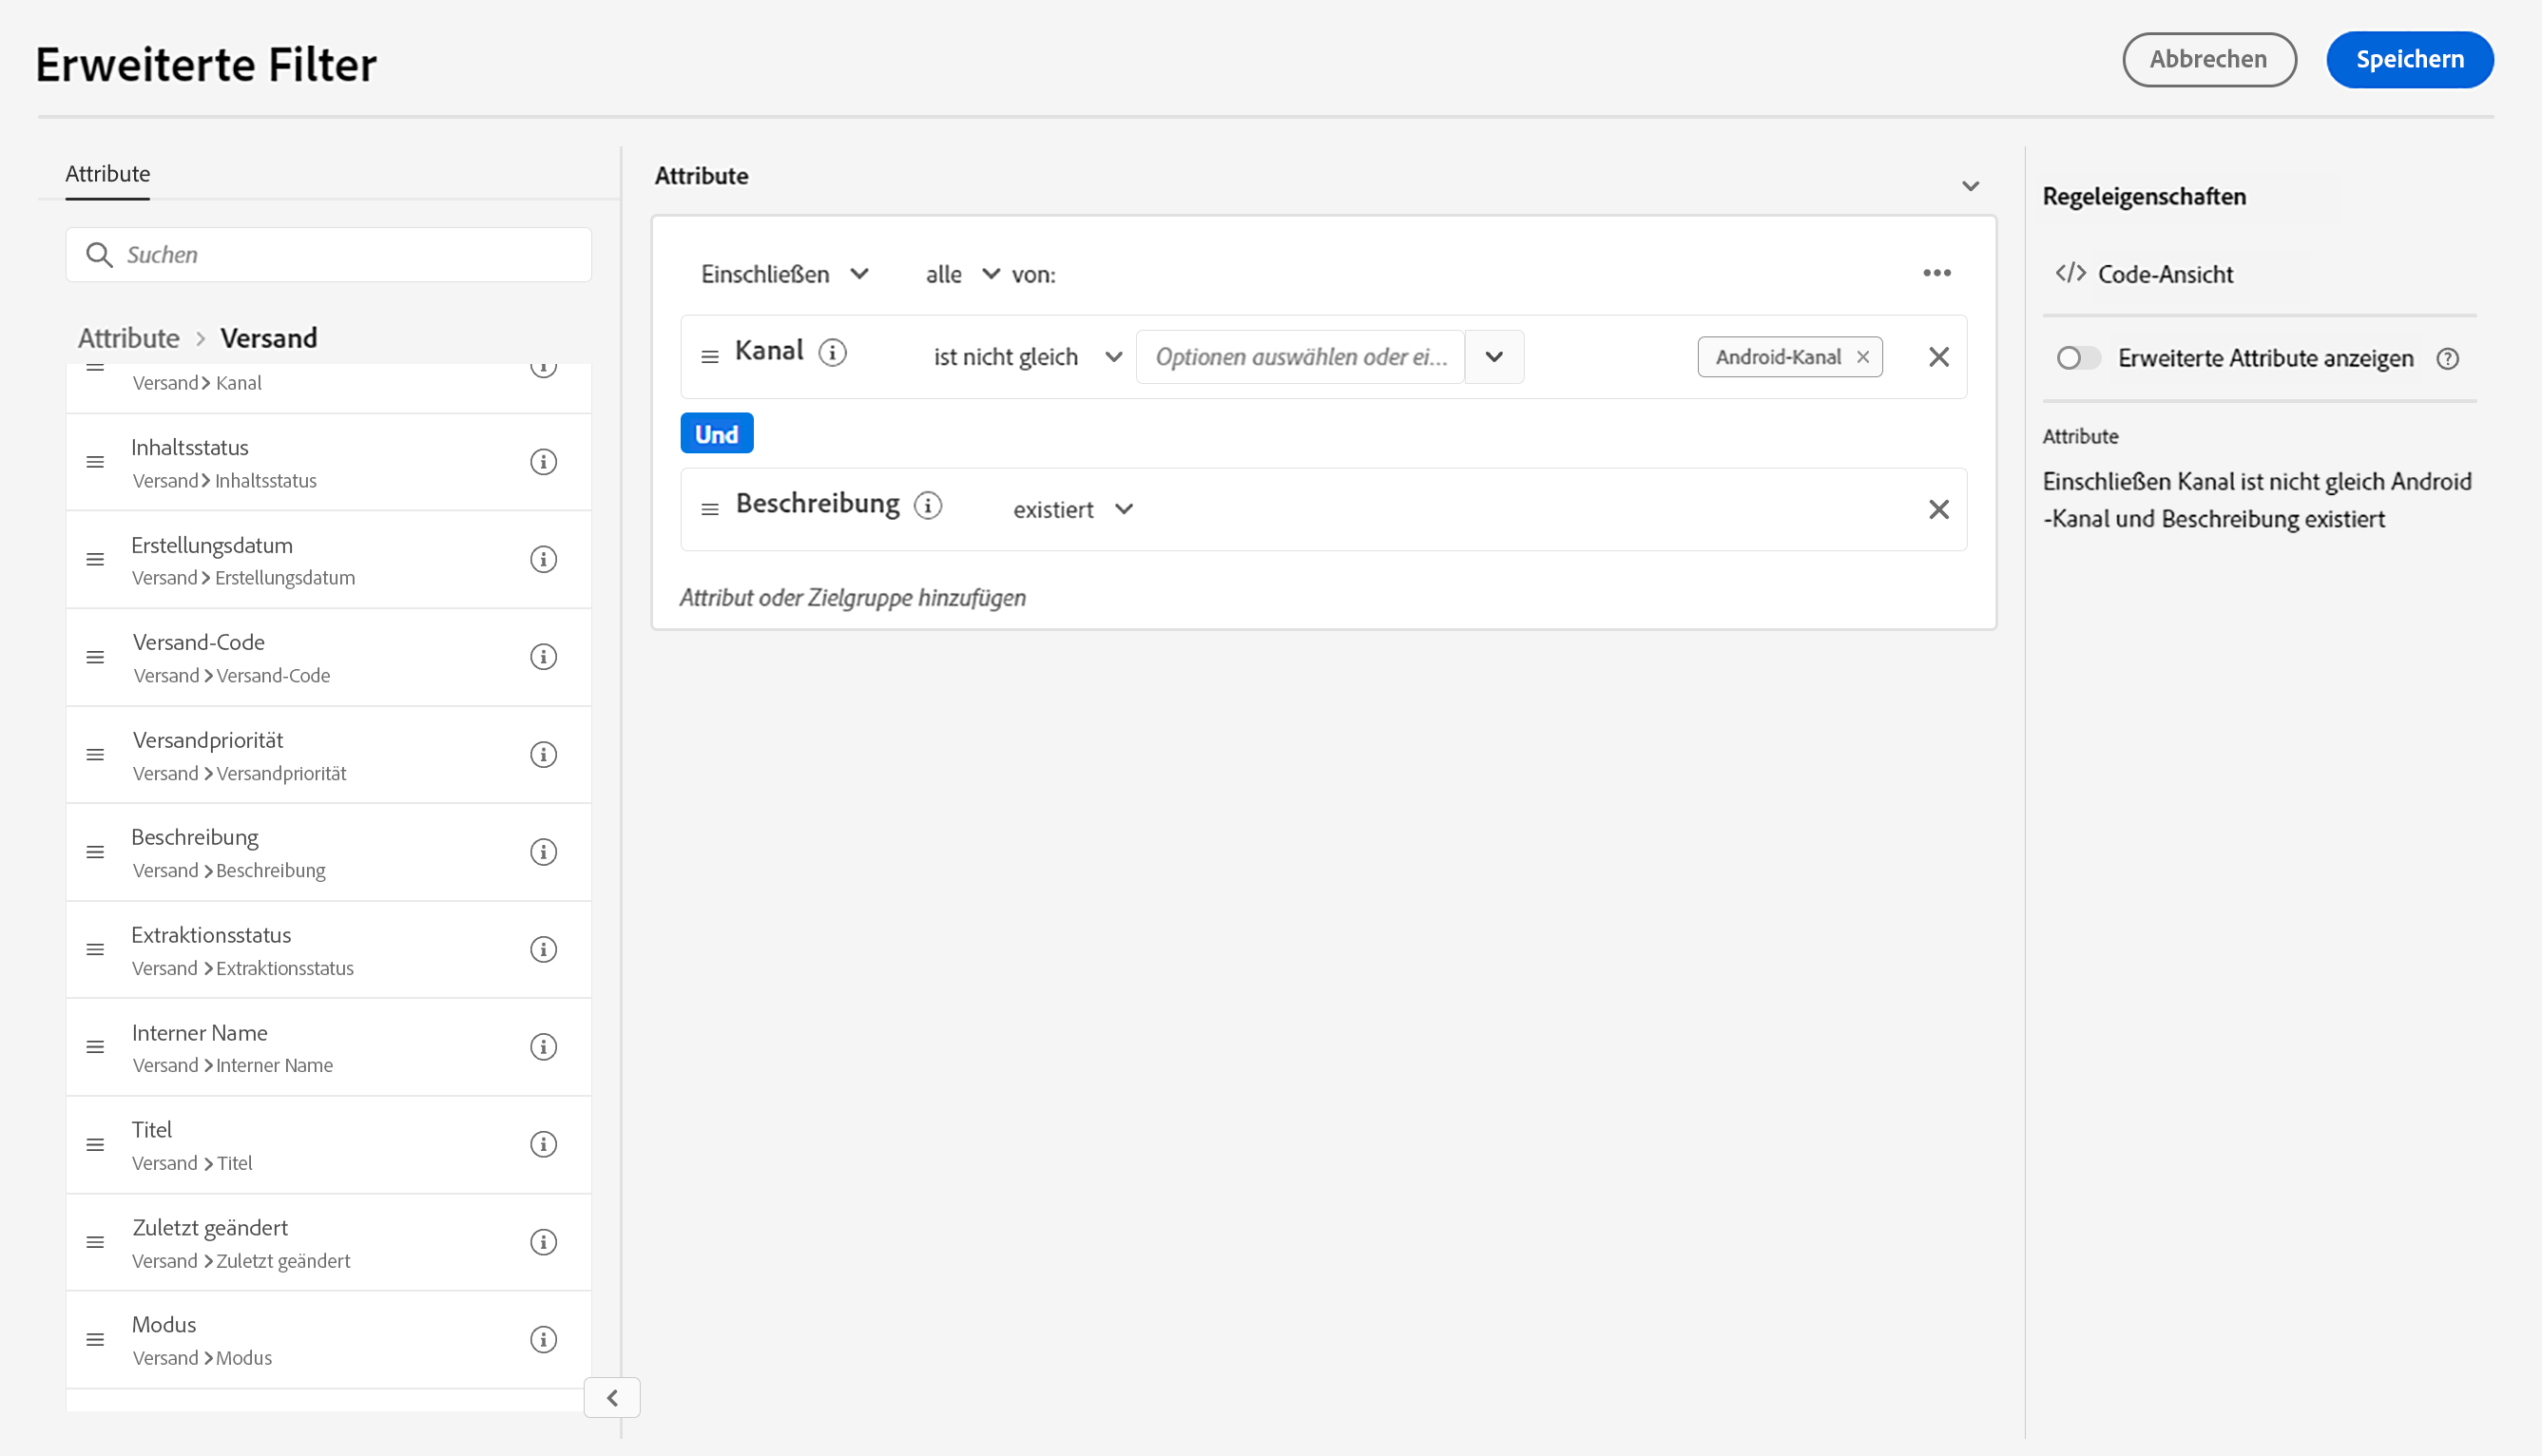 Erweiterte Filter
Abbrechen
Speichern
Attribute
Suchen
Attribute > Versand
Versand > Kanal
Inhaltsstatus
Versand > Inhaltsstatus
Erstellungsdatum
Versand > Erstellungsdatum
Versand-Code
Versand > Versand-Code
Versandpriorität
Versand > Versandpriorität
Beschreibung
Versand > Beschreibung
Extraktionsstatus
Versand > Extraktionsstatus
Interner Name
Versand > Interner Name
Titel
Versand > Titel
Zuletzt geändert
Versand > Zuletzt geändert
Modus
Versand > Modus
Attribute
Einschließen alle von:
Kanal ist nicht gleich Optionen auswählen oder ei... Android-Kanal
Und
Beschreibung existiert
Attribut oder Zielgruppe hinzufügen
Regeleigenschaften
</> Code-Ansicht
Erweiterte Attribute anzeigen
Attribute
Einschließen Kanal ist nicht gleich Android
-Kanal und Beschreibung existiert